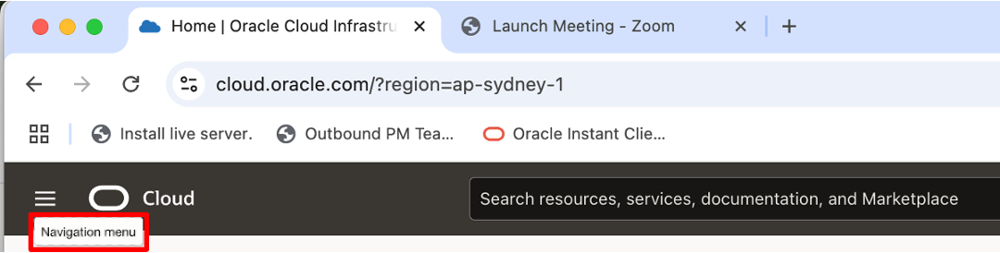 Home | Oracle Cloud Infrastru
Launch Meeting - Zoom
cloud.oracle.com/?region=ap-sydney-1
Install live server.
Outbound PM Tea...
Oracle Instant Clie...
Cloud
Search resources, services, documentation, and Marketplace
Navigation menu